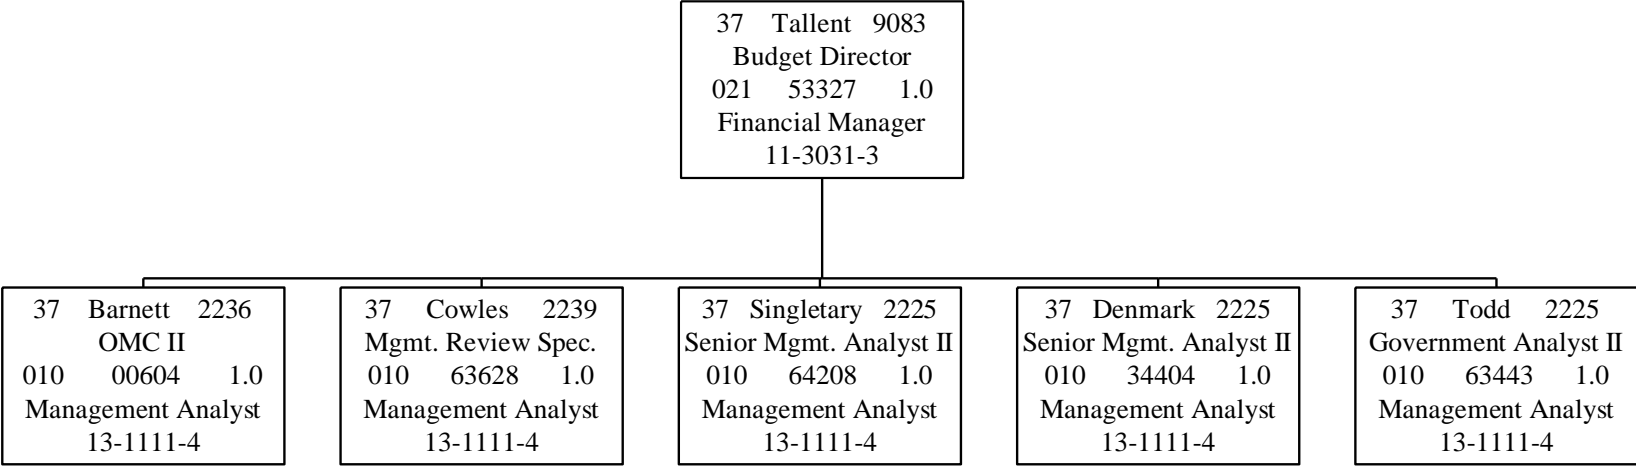 37 Tallent 9083
Budget Director
021 53327 1.0
Financial Manager
11-3031-3
37 Barnett 2236
OMC II
010 00604 1.0
Management Analyst
13-1111-4
37 Cowles 2239
Mgmt. Review Spec.
010 63628 1.0
Management Analyst
13-1111-4
37 Singletary 2225
Senior Mgmt. Analyst II
010 64208 1.0
Management Analyst
13-1111-4
37 Denmark 2225
Senior Mgmt. Analyst II
010 34404 1.0
Management Analyst
13-1111-4
37 Todd 2225
Government Analyst II
010 63443 1.0
Management Analyst
13-1111-4